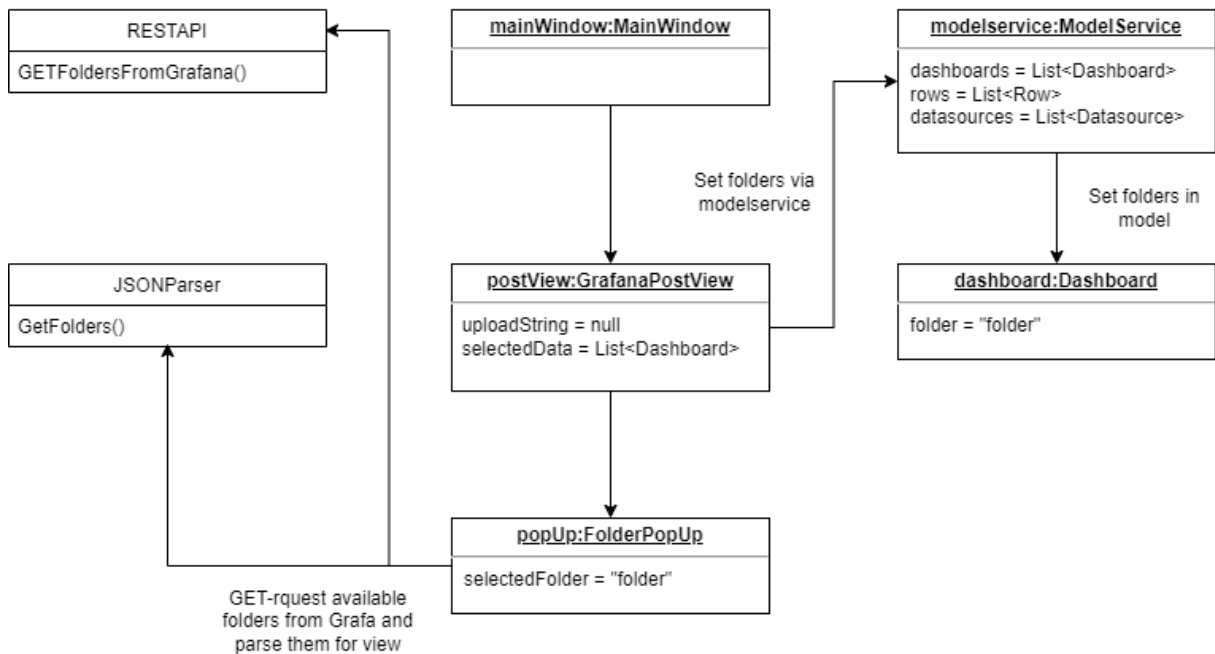 RESTAPI
GETFoldersFromGrafana()
mainWindow:MainWindow
modelservice:ModelService
dashboards = List<Dashboard>
rows = List<Row>
datasources = List<Datasource>
Set folders via
modelservice
Set folders in
model
JSONParser
GetFolders()
postView:GrafanaPostView
uploadString = null
selectedData = List<Dashboard>
dashboard:Dashboard
folder = "folder"
popUp:FolderPopUp
selectedFolder = "folder"
GET-rquest available
folders from Grafa and
parse them for view